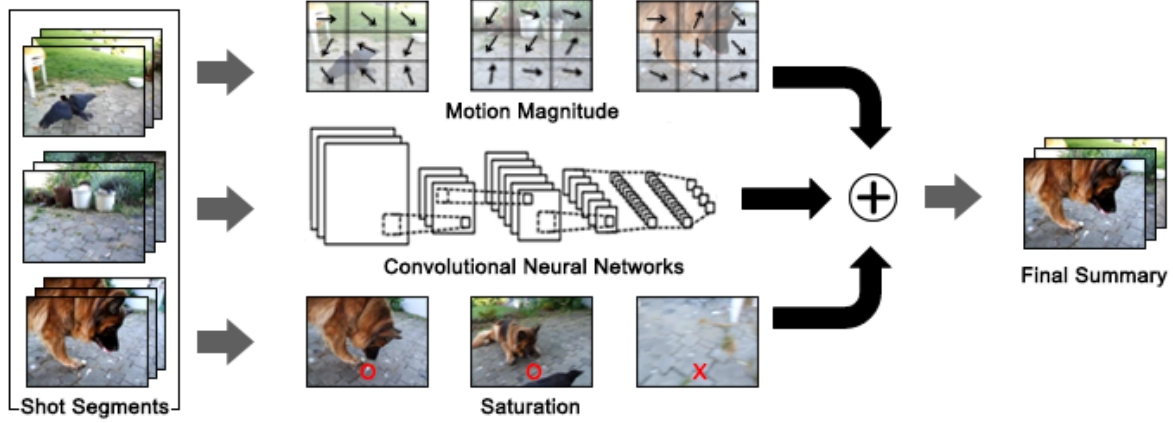 Motion Magnitude
Convolutional Neural Networks
O
O
X
Saturation
Shot Segments
Final Summary